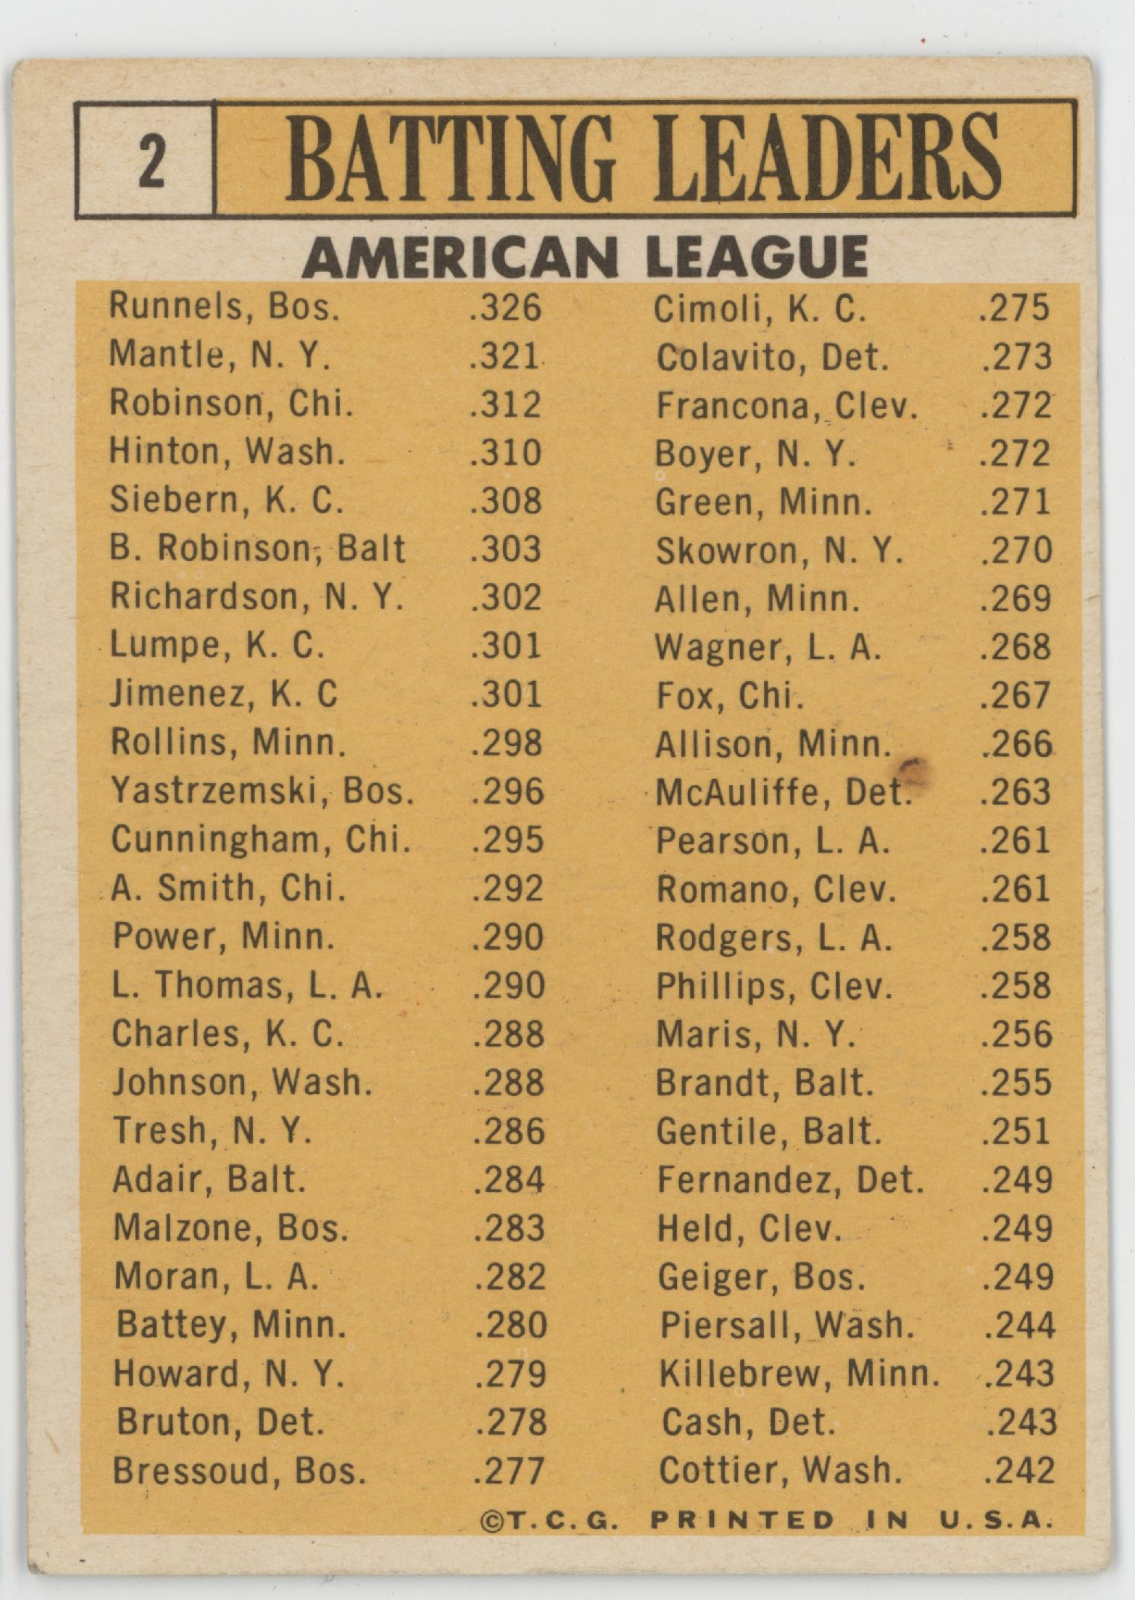 2 BATTING LEADERS
AMERICAN LEAGUE
Runnels, Bos. .326
Mantle, N. Y. .321
Robinson, Chi. .312
Hinton, Wash. .310
Siebern, K. C. .308
B. Robinson, Balt .303
Richardson, N. Y. .302
Lumpe, K. C. .301
Jimenez, K. C .301
Rollins, Minn. .298
Yastrzemski, Bos. .296
Cunningham, Chi. .295
A. Smith, Chi. .292
Power, Minn. .290
L. Thomas, L. A. .290
Charles, K. C. .288
Johnson, Wash. .288
Tresh, N. Y. .286
Adair, Balt. .284
Malzone, Bos. .283
Moran, L. A. .282
Battey, Minn. .280
Howard, N. Y. .279
Bruton, Det. .278
Bressoud, Bos. .277
Cimoli, K. C. .275
Colavito, Det. .273
Francona, Clev. .272
Boyer, N. Y. .272
Green, Minn. .271
Skowron, N. Y. .270
Allen, Minn. .269
Wagner, L. A. .268
Fox, Chi. .267
Allison, Minn. .266
McAuliffe, Det. .263
Pearson, L. A. .261
Romano, Clev. .261
Rodgers, L. A. .258
Phillips, Clev. .258
Maris, N. Y. .256
Brandt, Balt. .255
Gentile, Balt. .251
Fernandez, Det. .249
Held, Clev. .249
Geiger, Bos. .249
Piersall, Wash. .244
Killebrew, Minn. .243
Cash, Det. .243
Cottier, Wash. .242
©T.C.G. PRINTED IN U.S.A.